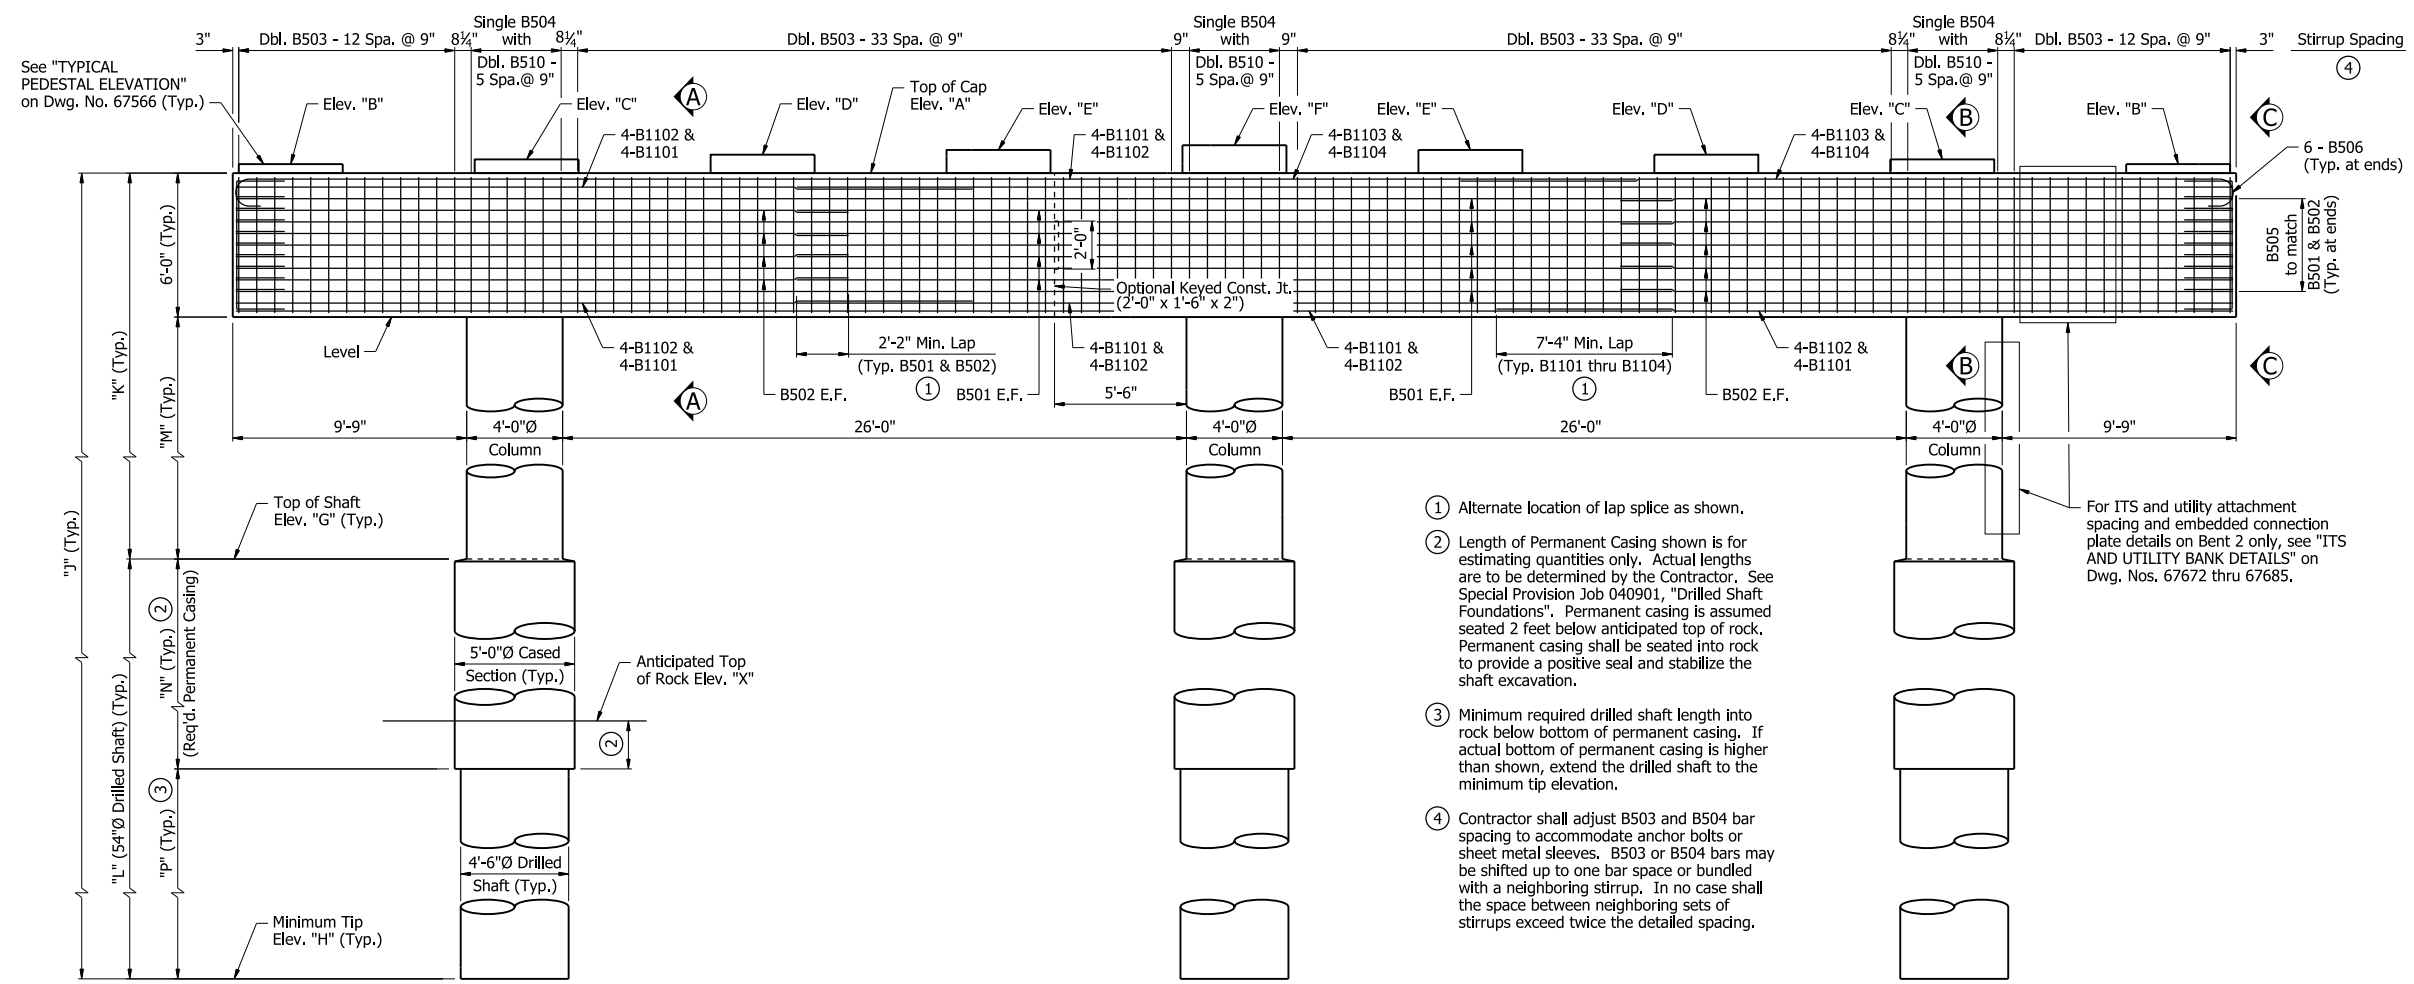 Single B504
with
Dbl. B510 -
5 Spa.@ 9"
Single B504
with
Dbl. B510 -
5 Spa.@ 9"
Single B504
with
Dbl. B510 -
5 Spa.@ 9"
3"
Dbl. B503 - 12 Spa. @ 9"
8¼"
8¼"
Dbl. B503 - 33 Spa. @ 9"
9"
9"
Dbl. B503 - 33 Spa. @ 9"
8¼"
8¼"
Dbl. B503 - 12 Spa. @ 9"
3"
Stirrup Spacing
4
See "TYPICAL
PEDESTAL ELEVATION"
on Dwg. No. 67566 (Typ.)
Elev. "B"
Elev. "C"
A
Elev. "D"
Top of Cap
Elev. "A"
Elev. "E"
Elev. "F"
Elev. "E"
Elev. "D"
Elev. "C"
B
Elev. "B"
C
4-B1102 &
4-B1101
4-B1101 &
4-B1102
4-B1103 &
4-B1104
4-B1103 &
4-B1104
6 - B506
(Typ. at ends)
6'-0" (Typ.)
2'-0"
Optional Keyed Const. Jt.
(2'-0" x 1'-6" x 2")
B505
to match
B501 & B502
(Typ. at ends)
Level
4-B1102 &
4-B1101
2'-2" Min. Lap
(Typ. B501 & B502)
1
4-B1101 &
4-B1102
4-B1101 &
4-B1102
7'-4" Min. Lap
(Typ. B1101 thru B1104)
1
4-B1102 &
4-B1101
B
C
A
B502 E.F.
B501 E.F.
5'-6"
B501 E.F.
B502 E.F.
9'-9"
4'-0"Ø
Column
26'-0"
4'-0"Ø
Column
26'-0"
4'-0"Ø
Column
9'-9"
"J" (Typ.)
"K" (Typ.)
"M" (Typ.)
Top of Shaft
Elev. "G" (Typ.)
"L" (54"Ø Drilled Shaft) (Typ.)
"N" (Typ.) 2
(Req'd. Permanent Casing)
"P" (Typ.) 3
5'-0"Ø Cased
Section (Typ.)
Anticipated Top
of Rock Elev. "X"
2
4'-6"Ø Drilled
Shaft (Typ.)
Minimum Tip
Elev. "H" (Typ.)
1 Alternate location of lap splice as shown.
2 Length of Permanent Casing shown is for
estimating quantities only. Actual lengths
are to be determined by the Contractor. See
Special Provision Job 040901, "Drilled Shaft
Foundations". Permanent casing is assumed
seated 2 feet below anticipated top of rock.
Permanent casing shall be seated into rock
to provide a positive seal and stabilize the
shaft excavation.
3 Minimum required drilled shaft length into
rock below bottom of permanent casing. If
actual bottom of permanent casing is higher
than shown, extend the drilled shaft to the
minimum tip elevation.
4 Contractor shall adjust B503 and B504 bar
spacing to accommodate anchor bolts or
sheet metal sleeves. B503 or B504 bars may
be shifted up to one bar space or bundled
with a neighboring stirrup. In no case shall
the space between neighboring sets of
stirrups exceed twice the detailed spacing.
For ITS and utility attachment
spacing and embedded connection
plate details on Bent 2 only, see "ITS
AND UTILITY BANK DETAILS" on
Dwg. Nos. 67672 thru 67685.